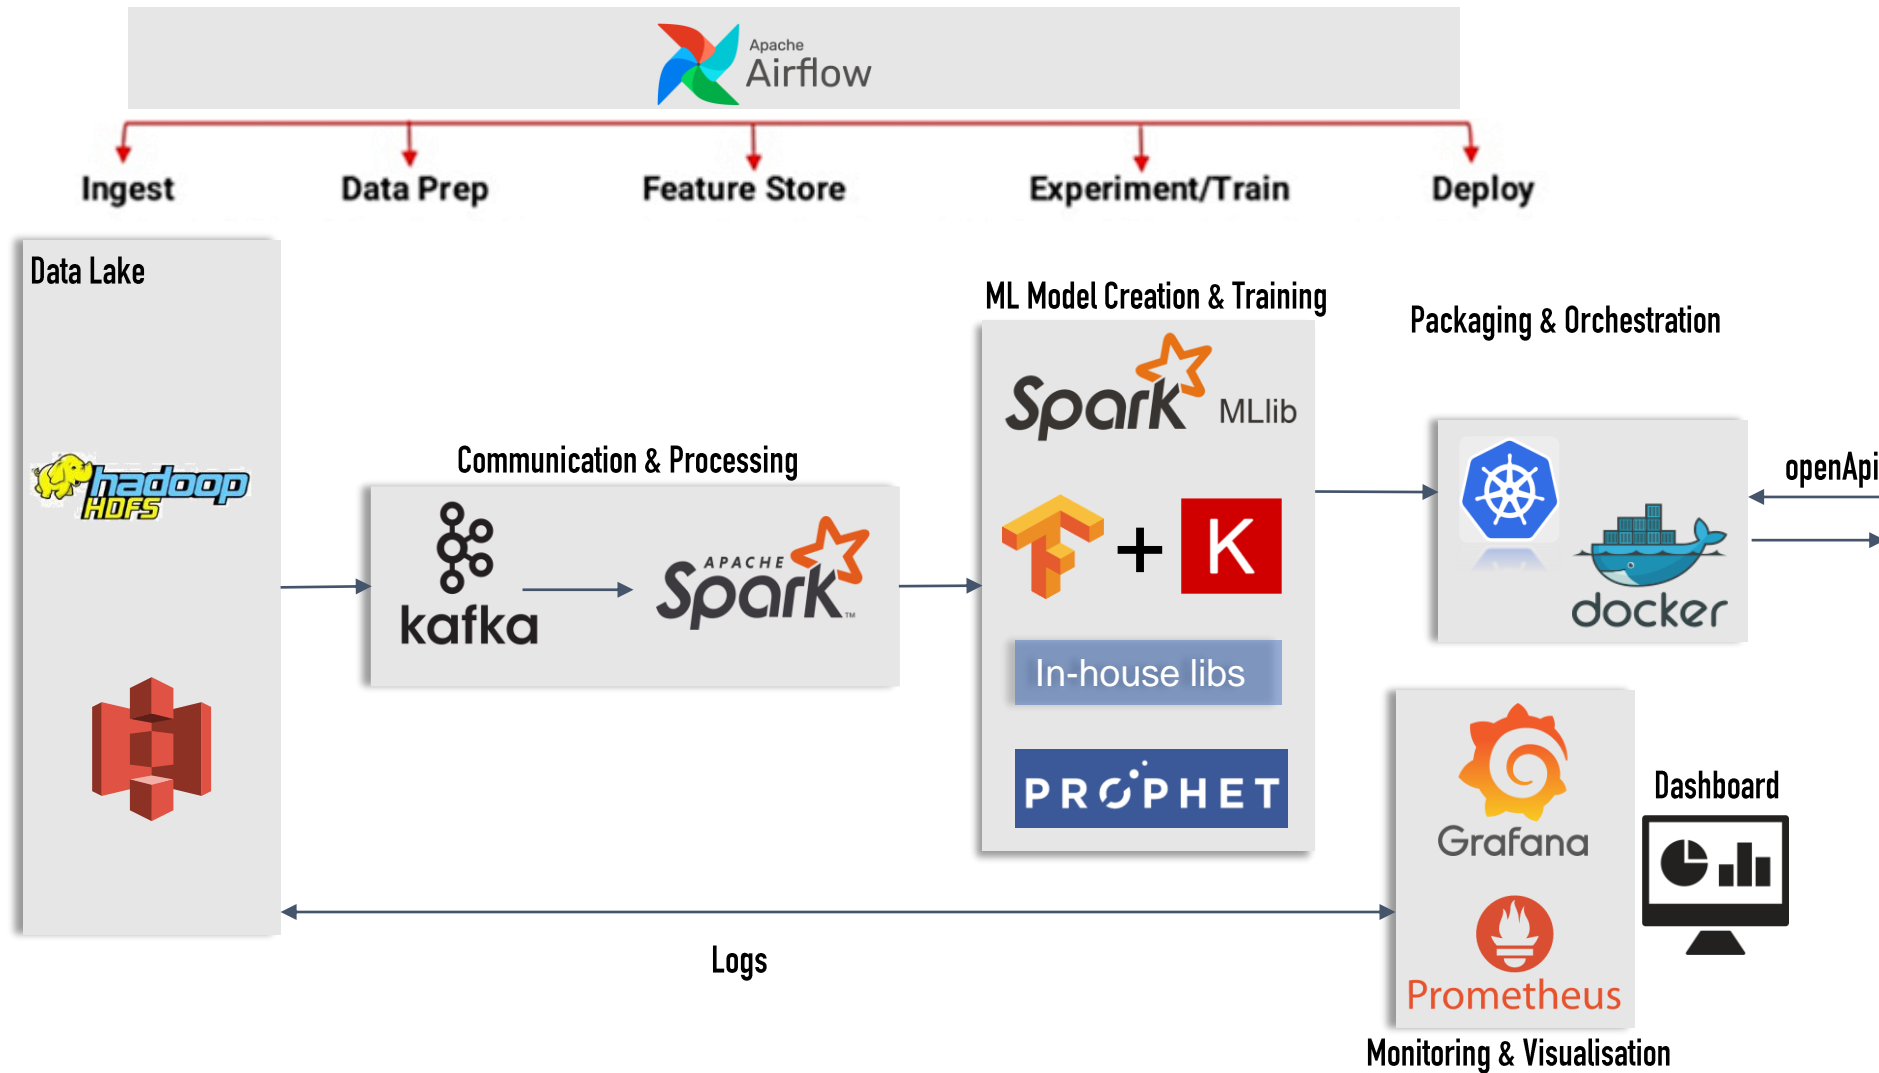 Apache
Airflow
Ingest
Data Prep
Feature Store
Experiment/Train
Deploy
Data Lake
ML Model Creation & Training
Packaging & Orchestration
Spark MLlib
hadoop
HDFS
Communication & Processing
openApi
kafka
APACHE
Spark™
+
K
docker
In-house libs
PROPHET
Grafana
Dashboard
Logs
Prometheus
Monitoring & Visualisation